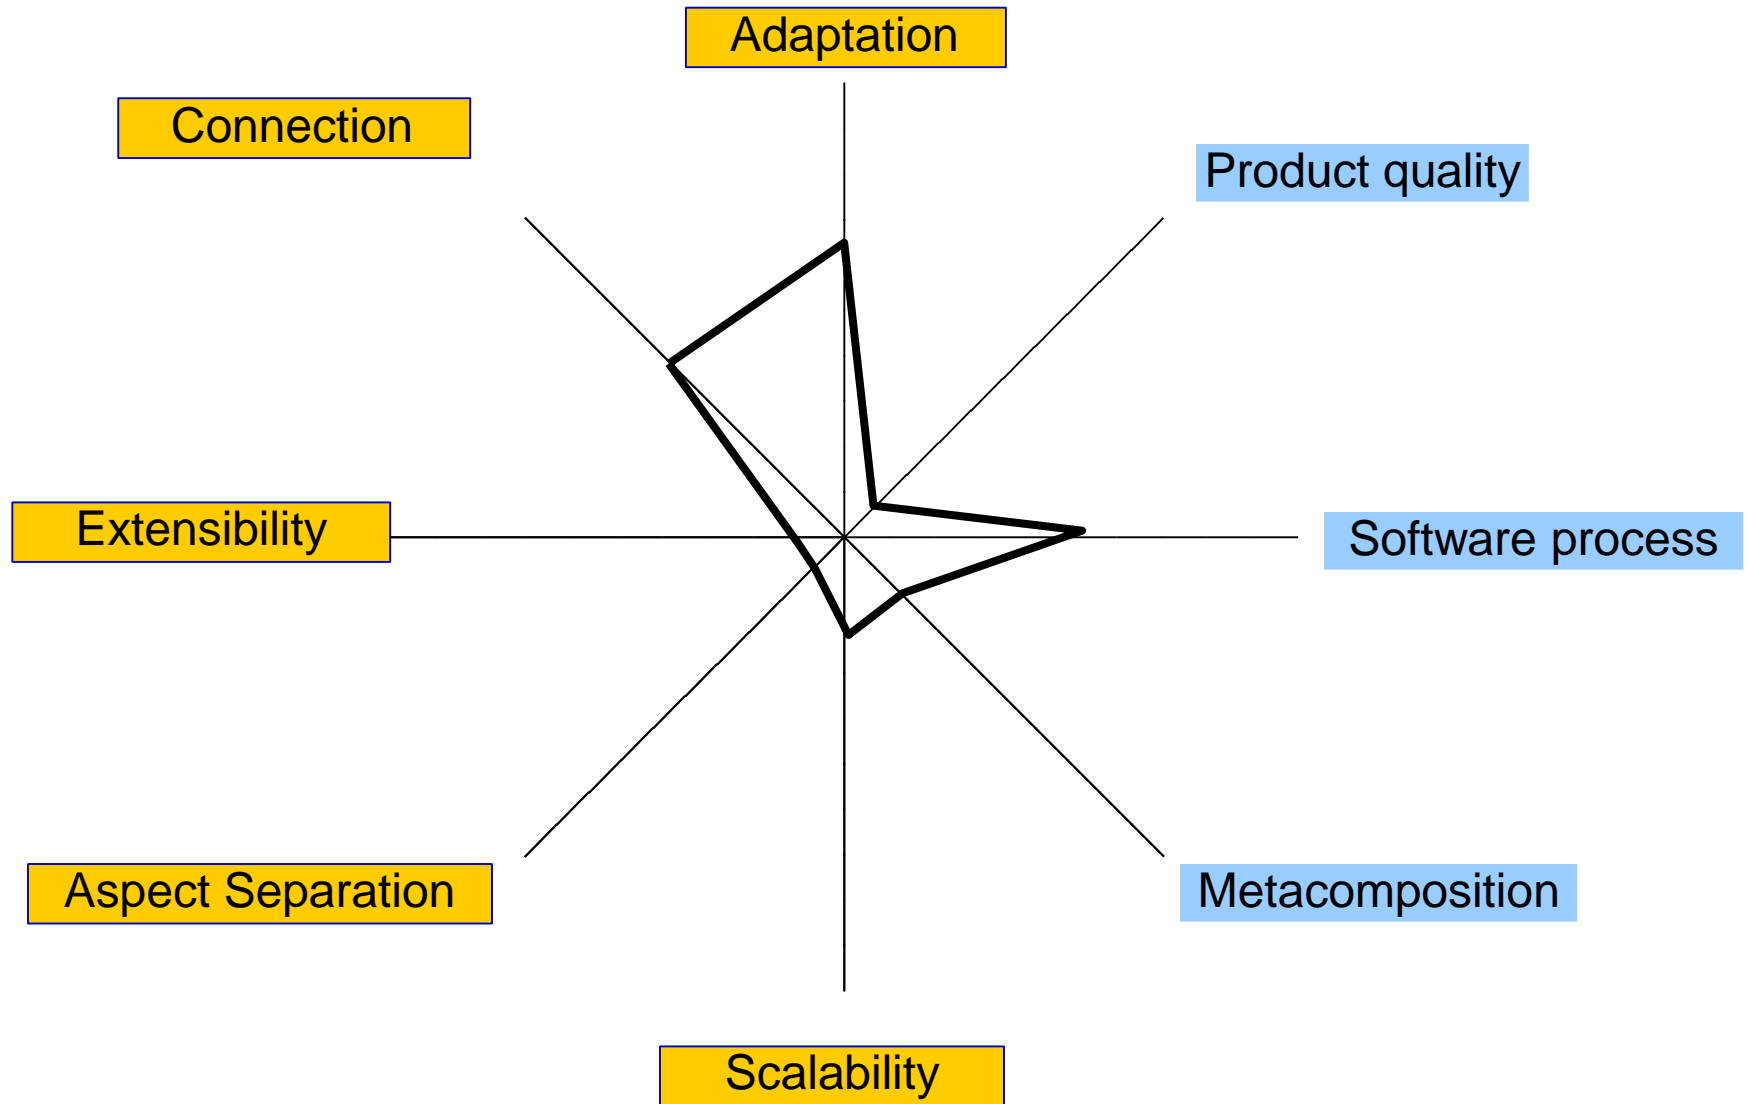 Adaptation
Connection
Product quality
Extensibility
Software process
Aspect Separation
Metacomposition
Scalability